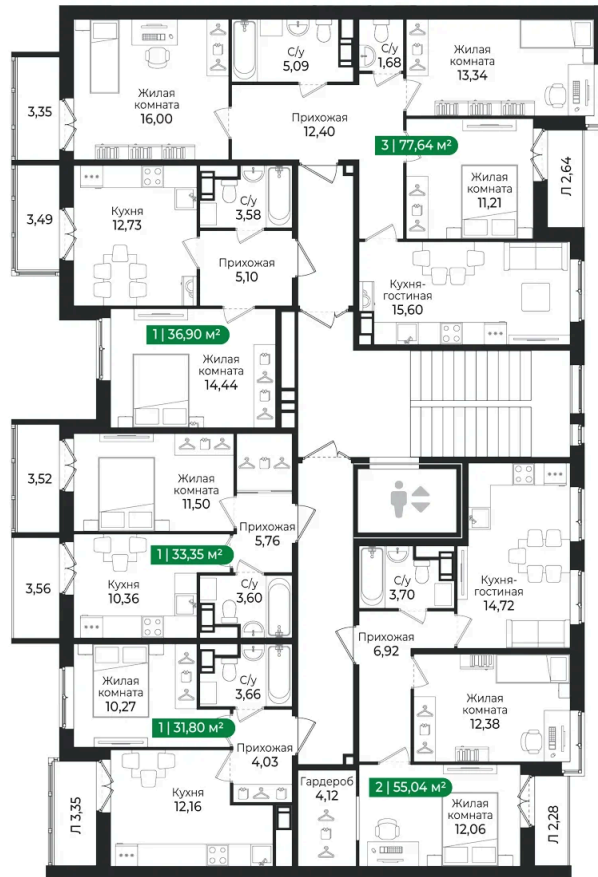 3,35
Жилая
комната
16,00
С/у
5,09
С/у
1,68
Жилая
комната
13,34
Прихожая
12,40
3 | 77,64 м²
Жилая
комната
11,21
Л 2,64
3,49
Кухня
12,73
С/у
3,58
Прихожая
5,10
Кухня-
гостиная
15,60
1 | 36,90 м²
Жилая
комната
14,44
3,52
Жилая
комната
11,50
Прихожая
5,76
1 | 33,35 м²
3,56
Кухня
10,36
С/у
3,60
С/у
3,70
Кухня-
гостиная
14,72
Прихожая
6,92
Жилая
комната
10,27
С/у
3,66
1 | 31,80 м²
Прихожая
4,03
Жилая
комната
12,38
Л 3,35
Кухня
12,16
Гардероб
4,12
2 | 55,04 м²
Жилая
комната
12,06
Л 2,28